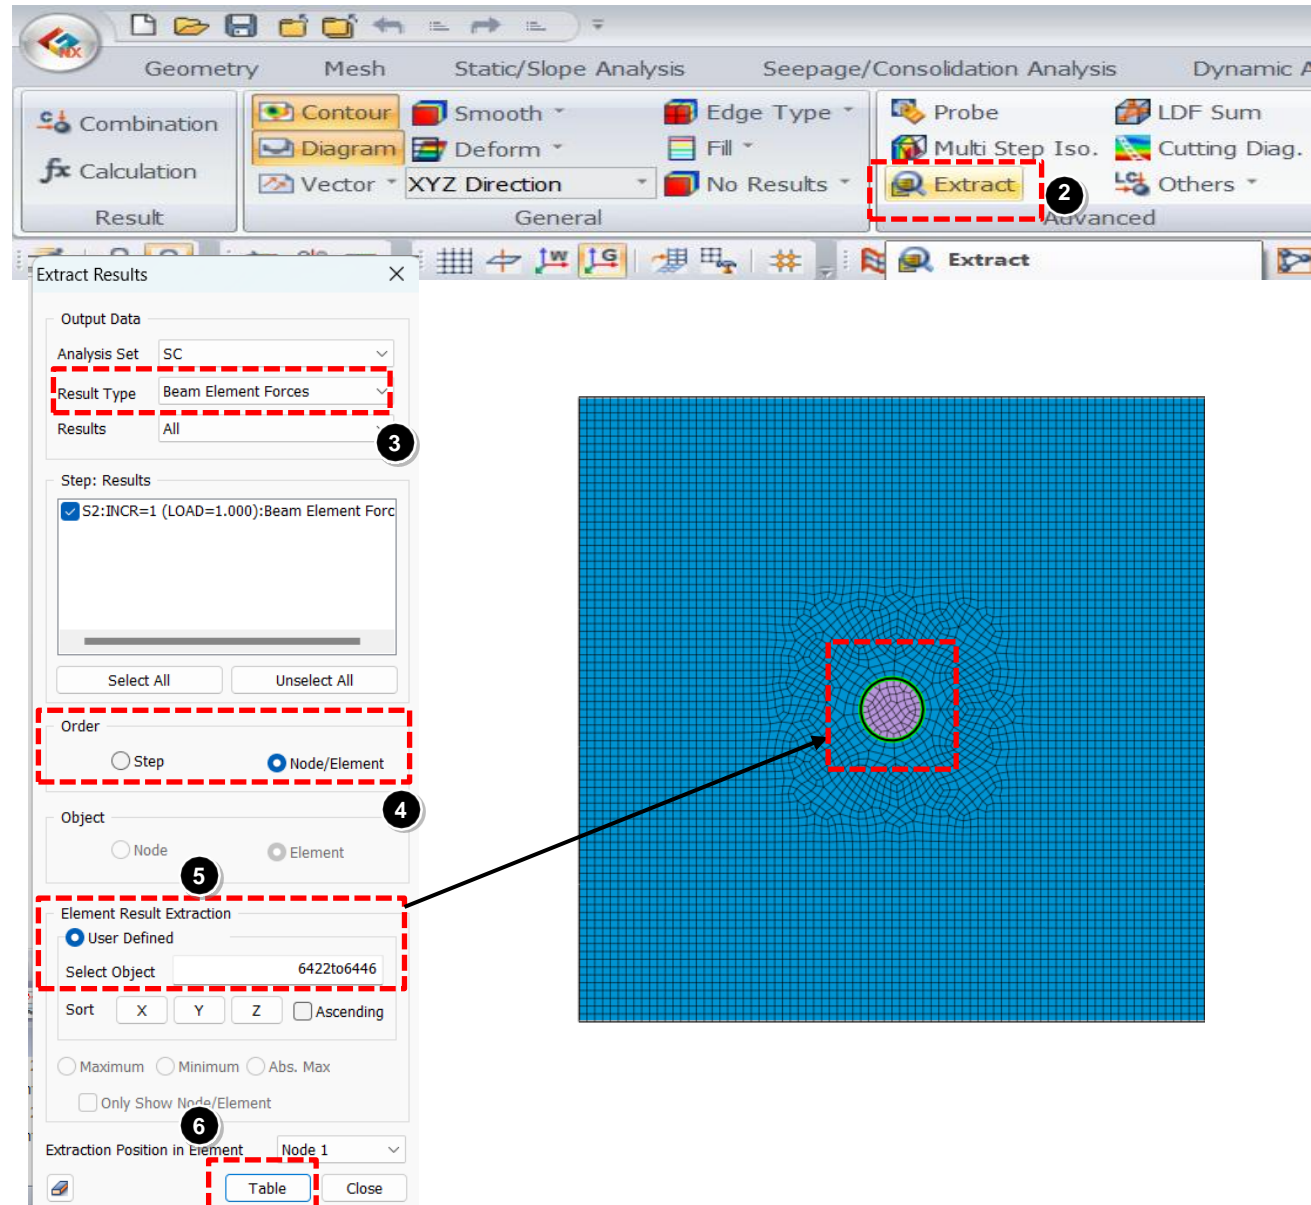 NX
Geometry Mesh Static/Slope Analysis Seepage/Consolidation Analysis Dynamic A
Combination Contour Smooth Edge Type Probe LDF Sum
Diagram Deform Fill Multi Step Iso. Cutting Diag.
fx Calculation Vector XYZ Direction No Results Extract 2 Others
Result General Advanced
Extract
Extract Results
Output Data
Analysis Set SC
Result Type Beam Element Forces
Results All
3
Step: Results
S2:INCR=1 (LOAD=1.000):Beam Element Forc
Select All Unselect All
Order
Step Node/Element
4
Object
Node Element
5
Element Result Extraction
User Defined
Select Object 6422to6446
Sort X Y Z Ascending
Maximum Minimum Abs. Max
Only Show Node/Element
6
Extraction Position in Element Node 1
Table Close